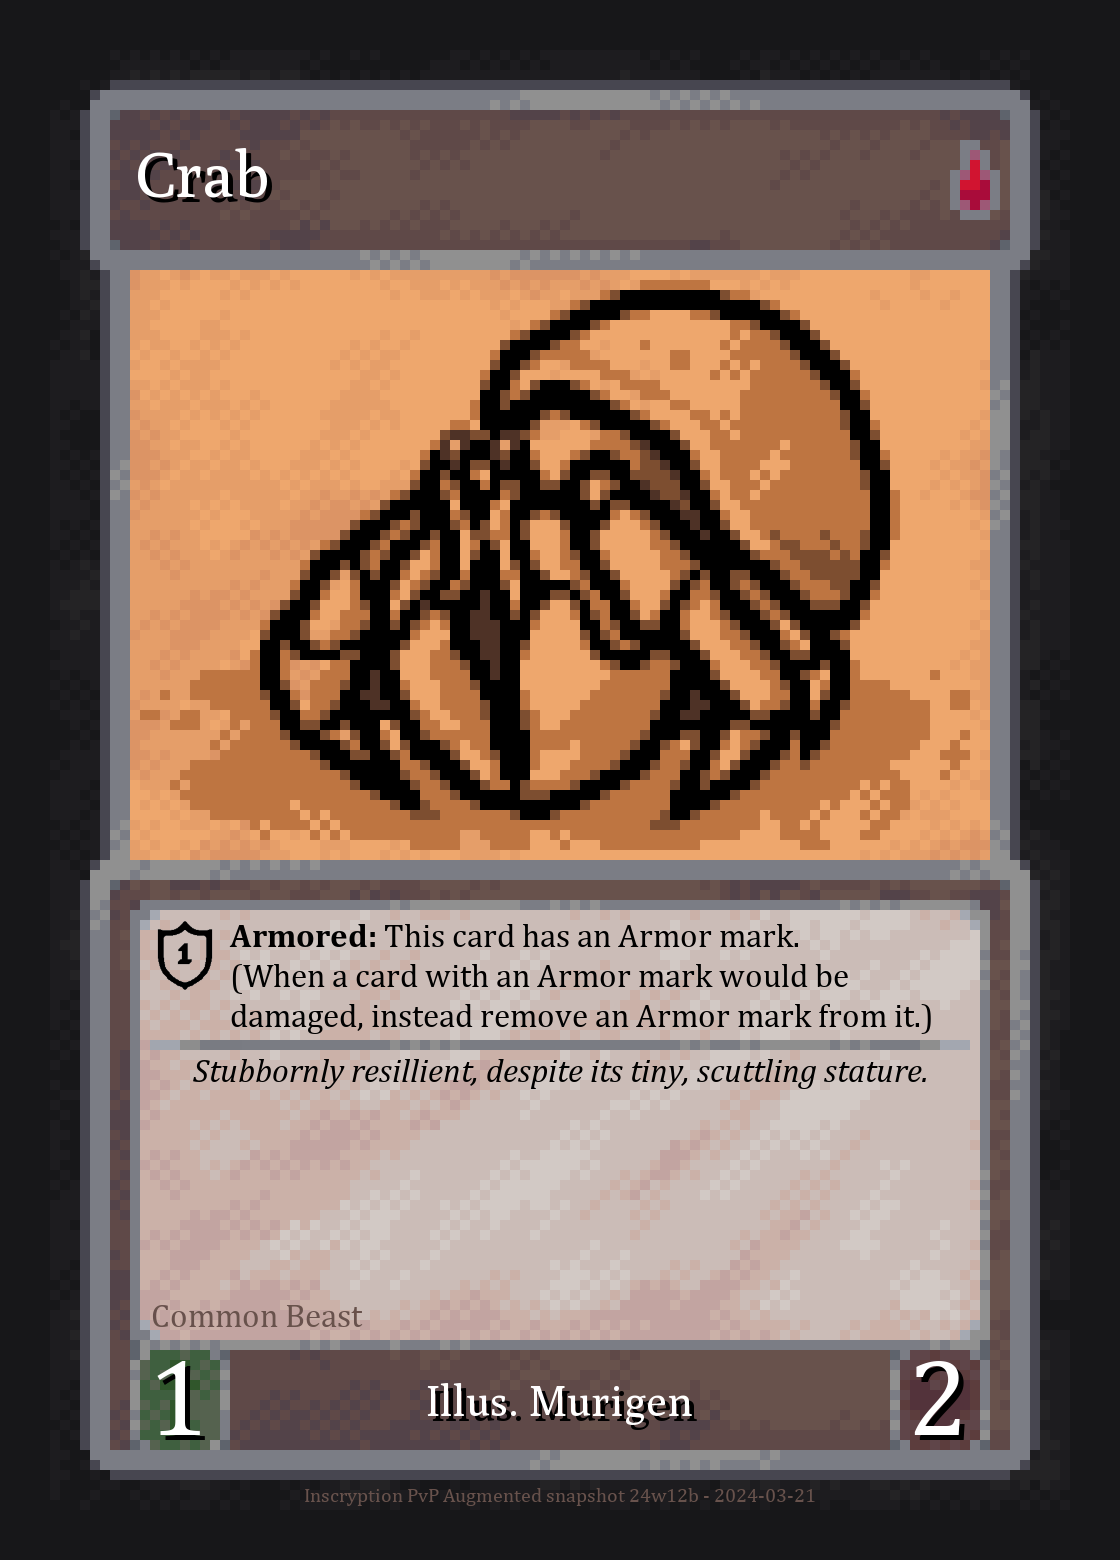 Crab
1
Armored: This card has an Armor mark.
(When a card with an Armor mark would be
damaged, instead remove an Armor mark from it.)
Stubbornly resillient, despite its tiny, scuttling stature.
Common Beast
1
Illus. Murigen
2
Inscryption PvP Augmented snapshot 24w12b - 2024-03-21